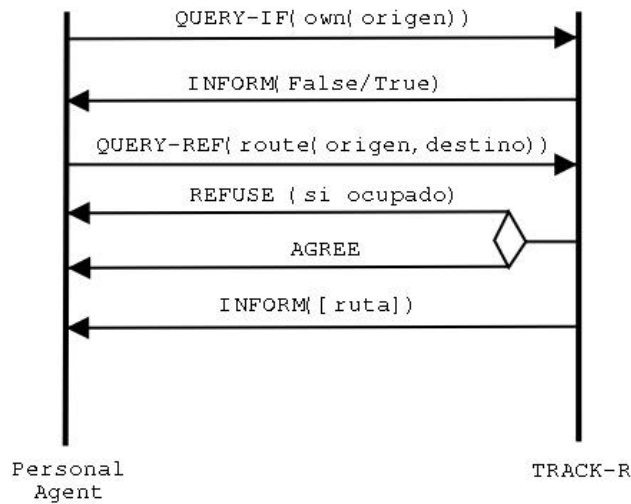 QUERY-IF(own(origen))
INFORM(False/True)
QUERY-REF(route(origen,destino))
REFUSE (si ocupado)
AGREE
INFORM([ruta])
Personal
Agent
TRACK-R